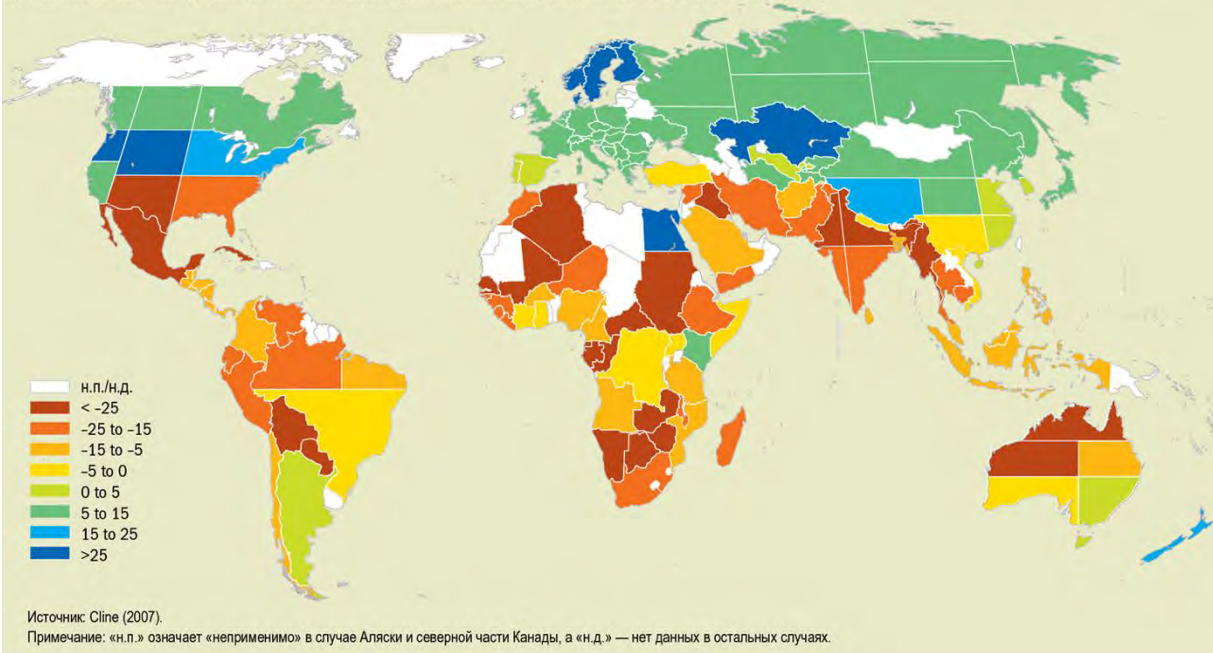 н.п./н.д.
< -25
-25 to -15
-15 to -5
-5 to 0
0 to 5
5 to 15
15 to 25
>25
Источник: Cline (2007).
Примечание: «н.п.» означает «неприменимо» в случае Аляски и северной части Канады, а «н.д.» — нет данных в остальных случаях.